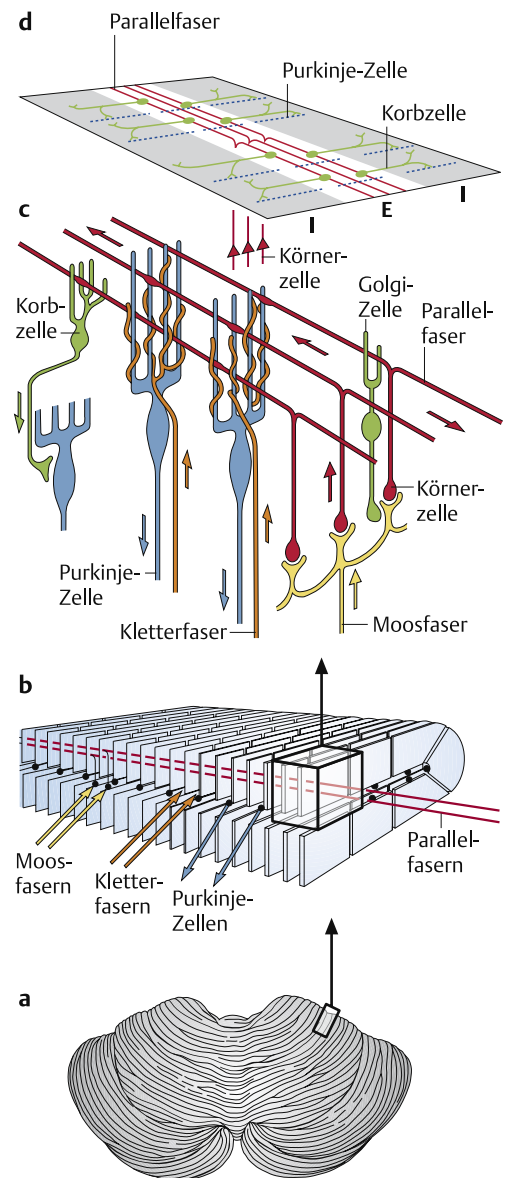 d
Parallelfaser
Purkinje-Zelle
Korbzelle
I
E
I
c
Körner-
zelle
Golgi-
Zelle
Korb-
zelle
Parallel-
faser
Körner-
zelle
Purkinje-
Zelle
Kletterfaser
Moosfaser
b
Moos-
fasern
Kletter-
fasern
Purkinje-
Zellen
Parallel-
fasern
a